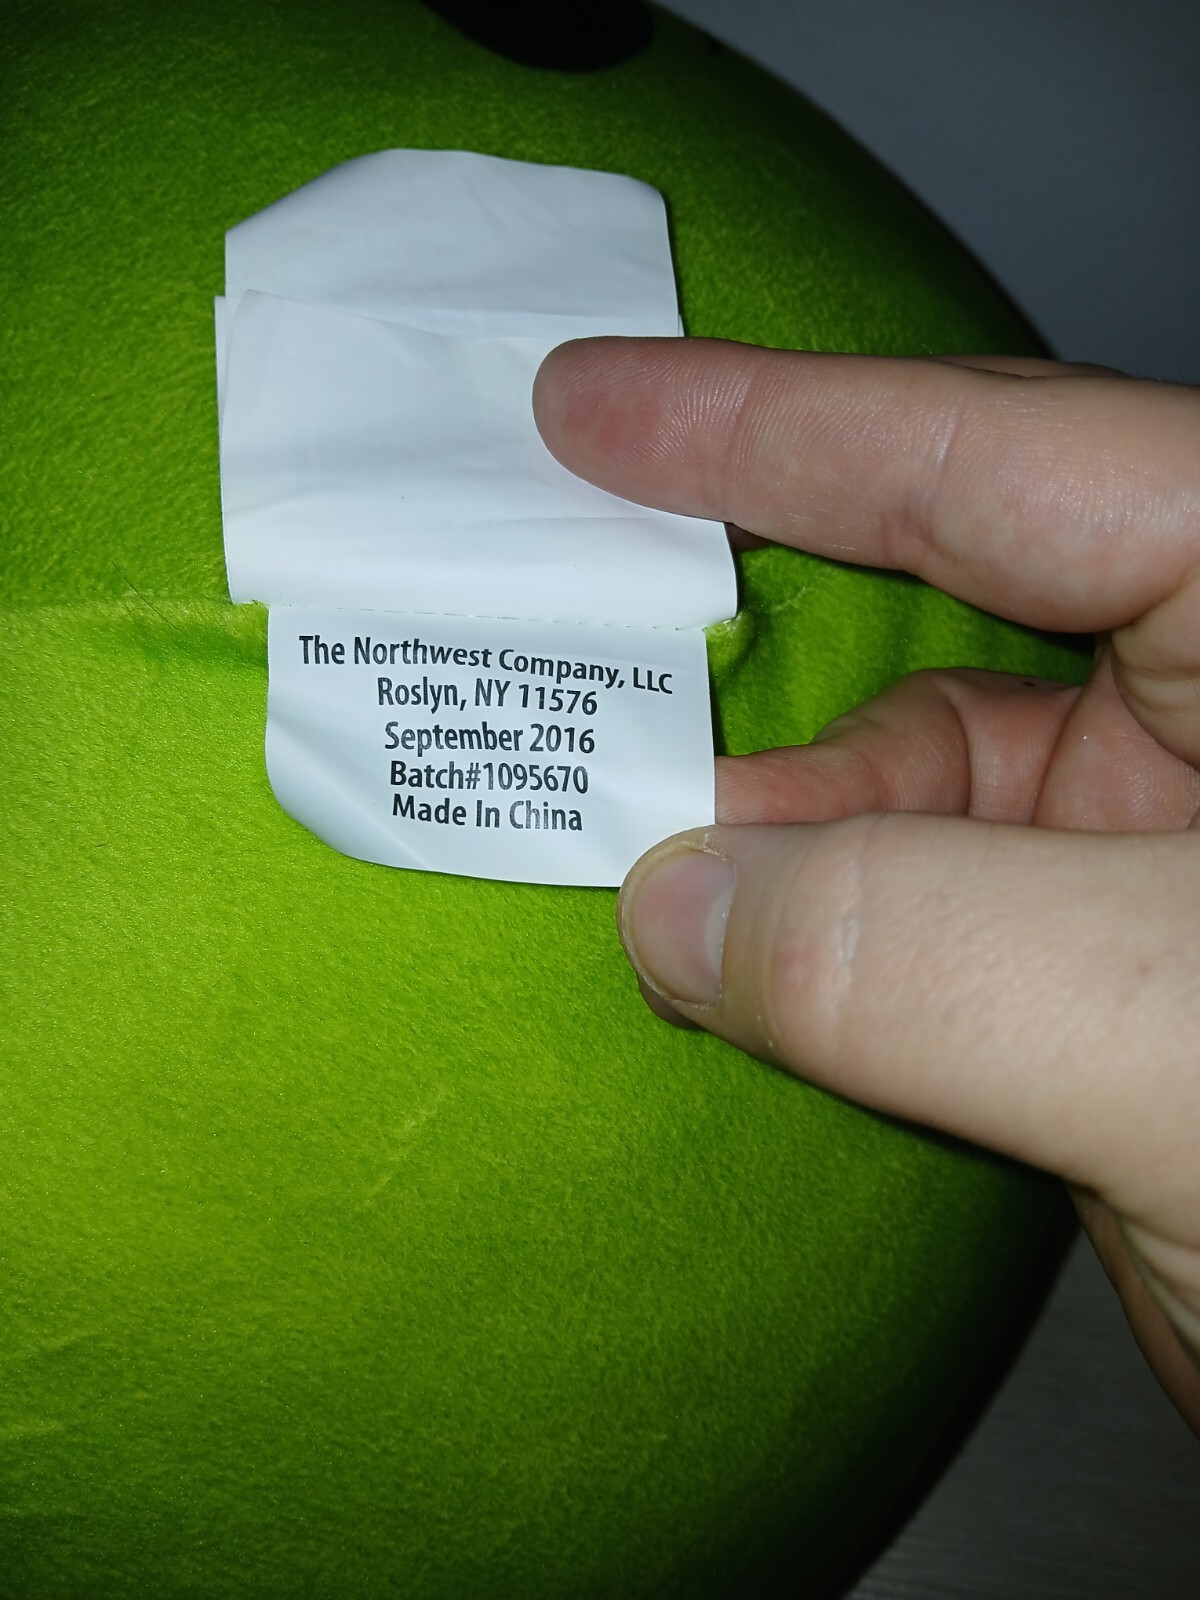 The Northwest Company, LLC
Roslyn, NY 11576
September 2016
Batch#1095670
Made In China